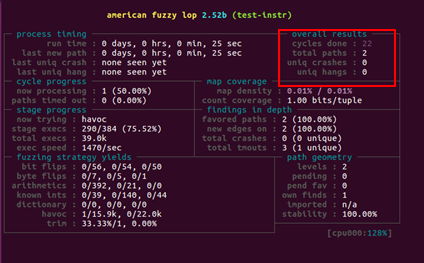 american fuzzy lop 2.52b (test-instr)
process timing
overall results
run time : 0 days, 0 hrs, 0 min, 25 sec
cycles done : 22
last new path : 0 days, 0 hrs, 0 min, 25 sec
total paths : 2
last uniq crash : none seen yet
uniq crashes : 0
last uniq hang : none seen yet
uniq hangs : 0
cycle progress
map coverage
now processing : 1 (50.00%)
map density : 0.01% / 0.01%
paths timed out : 0 (0.00%)
count coverage : 1.00 bits/tuple
stage progress
findings in depth
now trying : havoc
favored paths : 2 (100.00%)
stage execs : 290/384 (75.52%)
new edges on : 2 (100.00%)
total execs : 39.0k
total crashes : 0 (0 unique)
exec speed : 1470/sec
total tmouts : 3 (1 unique)
fuzzing strategy yields
path geometry
bit flips : 0/56, 0/54, 0/50
levels : 2
byte flips : 0/7, 0/5, 0/1
pending : 0
arithmetics : 0/392, 0/21, 0/0
pend fav : 0
known ints : 0/39, 0/140, 0/44
own finds : 1
dictionary : 0/0, 0/0, 0/0
imported : n/a
havoc : 1/15.9k, 0/22.0k
stability : 100.00%
trim : 33.33%/1, 0.00%
[cpu000:128%]